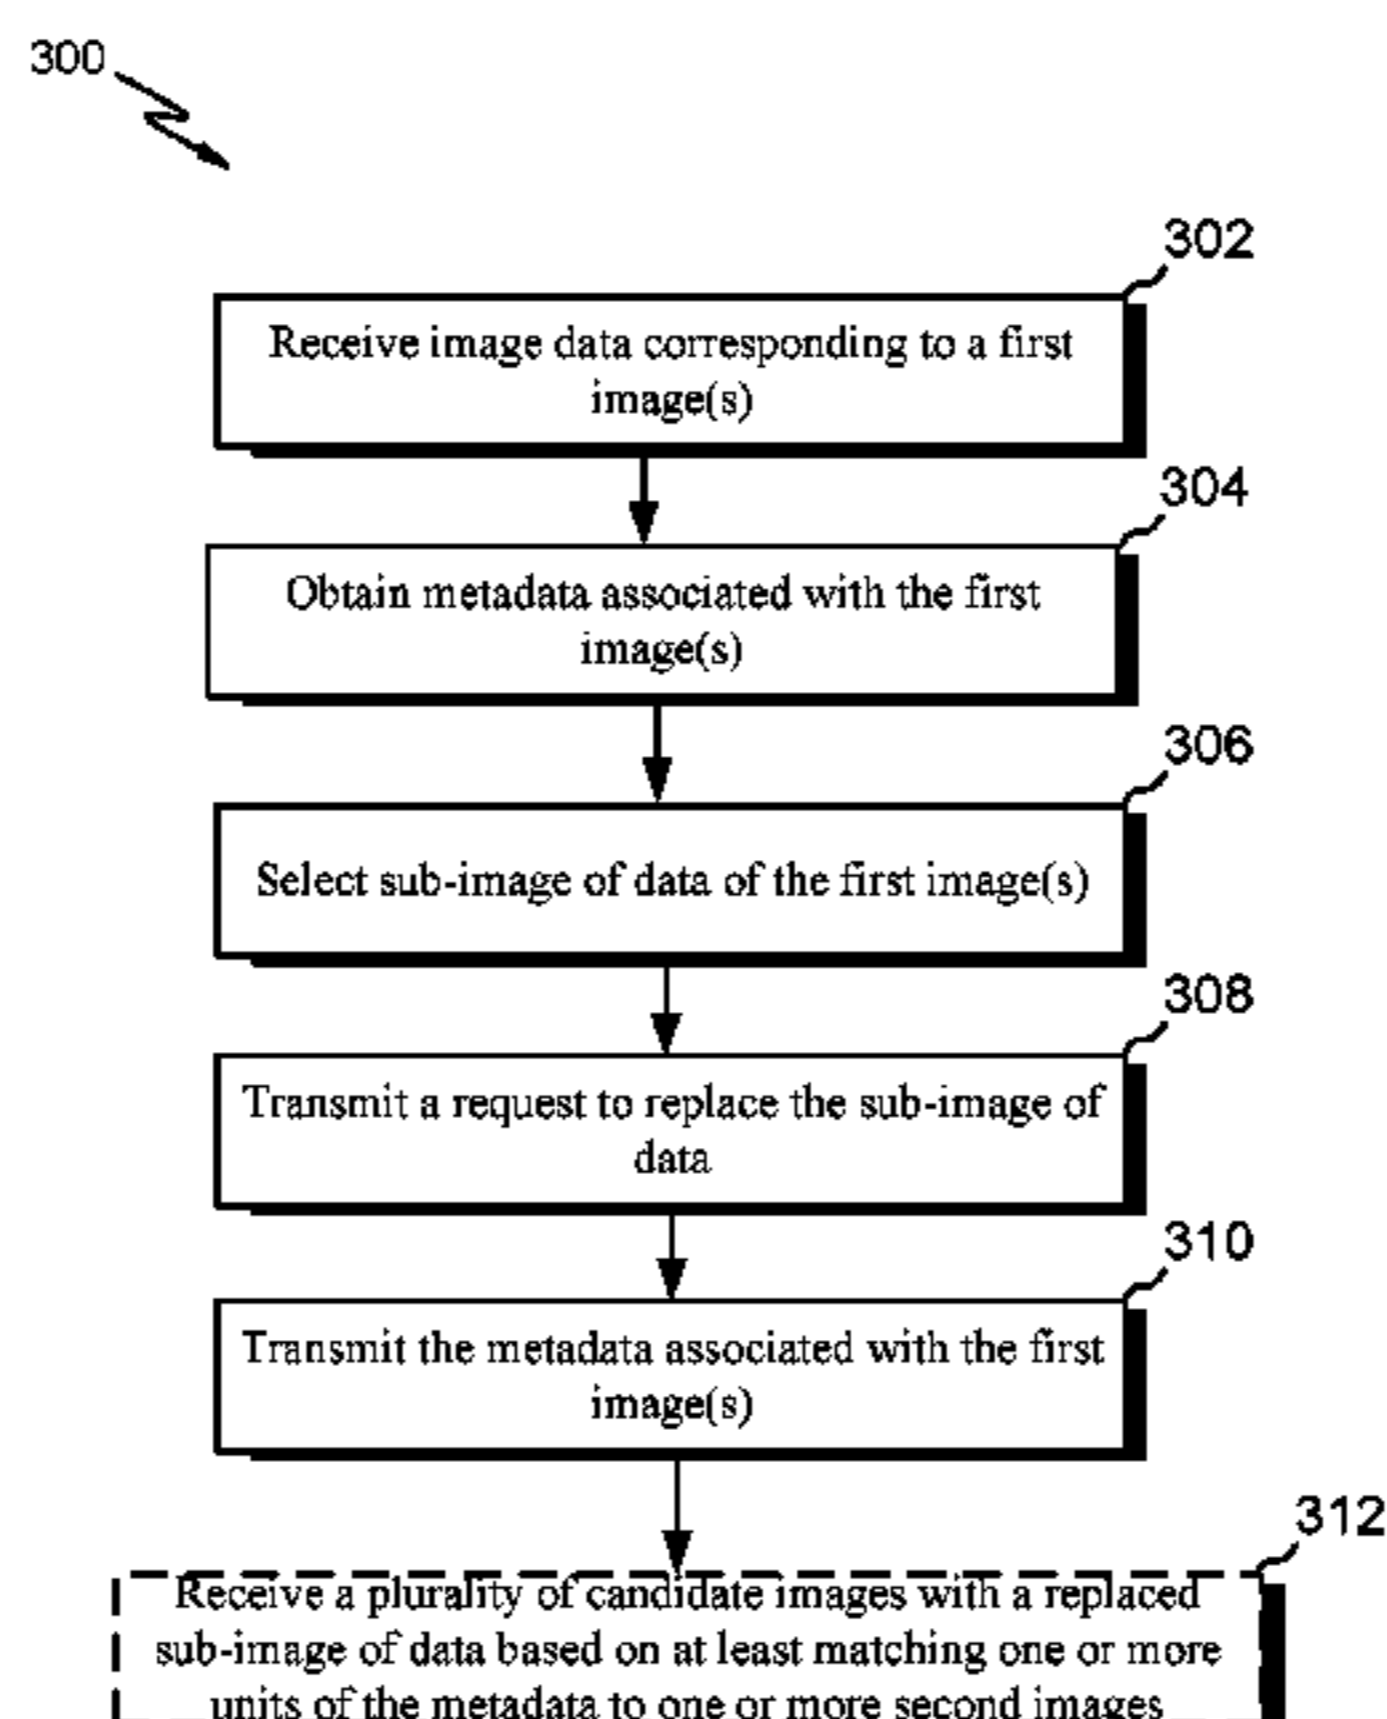 300
302
Receive image data corresponding to a first
image(s)
304
Obtain metadata associated with the first
image(s)
306
Select sub-image of data of the first image(s)
308
Transmit a request to replace the sub-image of
data
310
Transmit the metadata associated with the first
image(s)
312
Receive a plurality of candidate images with a replaced
sub-image of data based on at least matching one or more
units of the metadata to one or more second images